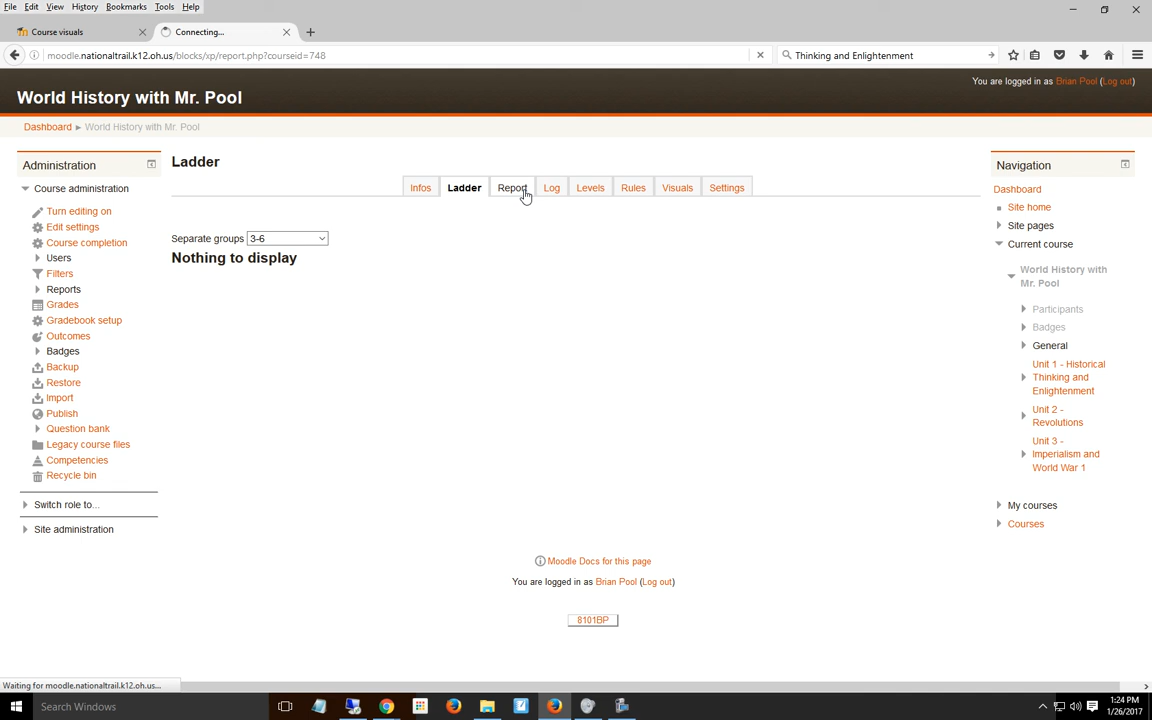 File Edit View History Bookmarks Tools Help
Course visuals
Connecting...
moodle.nationaltrail.k12.oh.us/blocks/xp/report.php?courseid=748
Thinking and Enlightenment
You are logged in as Brian Pool (Log out)
World History with Mr. Pool
Dashboard ► World History with Mr. Pool
Administration
Course administration
Turn editing on
Edit settings
Course completion
Users
Filters
Reports
Grades
Gradebook setup
Outcomes
Badges
Backup
Restore
Import
Publish
Question bank
Legacy course files
Competencies
Recycle bin
Switch role to...
Site administration
Ladder
Infos Ladder Report Log Levels Rules Visuals Settings
Separate groups 3-6
Nothing to display
Moodle Docs for this page
You are logged in as Brian Pool (Log out)
8101BP
Navigation
Dashboard
Site home
Site pages
Current course
World History with
Mr. Pool
Participants
Badges
General
Unit 1 - Historical
Thinking and
Enlightenment
Unit 2 -
Revolutions
Unit 3 -
Imperialism and
World War 1
My courses
Courses
Waiting for moodle.nationaltrail.k12.oh.us...
Search Windows
1:24 PM
1/26/2017